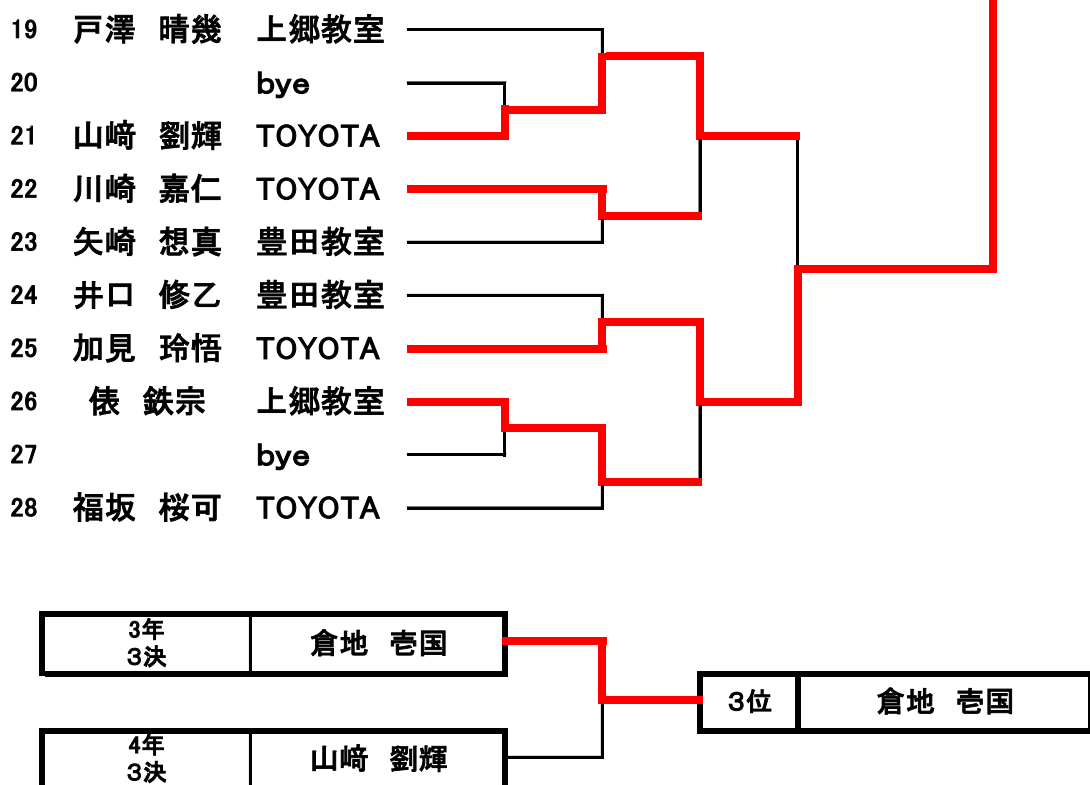 19 戸澤 晴幾 上郷教室
20 bye
21 山﨑 劉輝 TOYOTA
22 川崎 嘉仁 TOYOTA
23 矢崎 想真 豊田教室
24 井口 修乙 豊田教室
25 加見 玲悟 TOYOTA
26 俵 鉄宗 上郷教室
27 bye
28 福坂 桜可 TOYOTA
3年
3決
倉地 壱国
3位 倉地 壱国
4年
3決
山﨑 劉輝